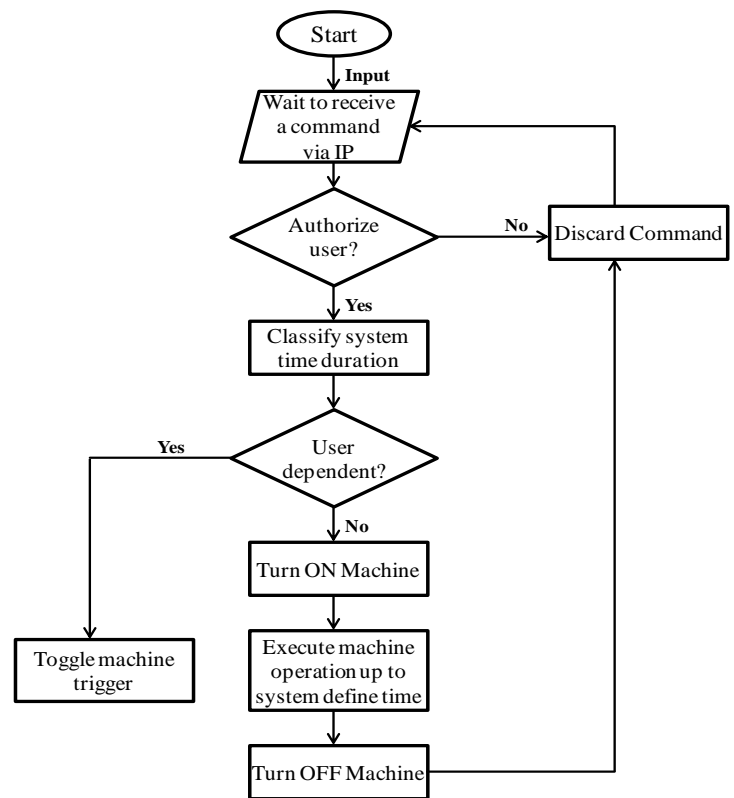 Start
Input
Wait to receive
a command
via IP
Authorize
user?
No
Discard Command
Yes
Classify system
time duration
Yes
User
dependent?
No
Turn ON Machine
Toggle machine
trigger
Execute machine
operation up to
system define time
Turn OFF Machine